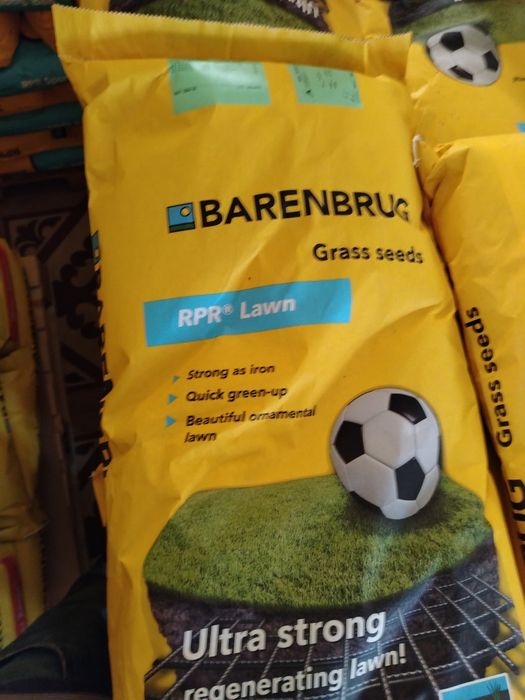 BARENBRUG
Grass seeds
RPR® Lawn
Strong as iron
Quick green-up
Beautiful ornamental
lawn
Ultra strong
regenerating lawn!
Grass seeds